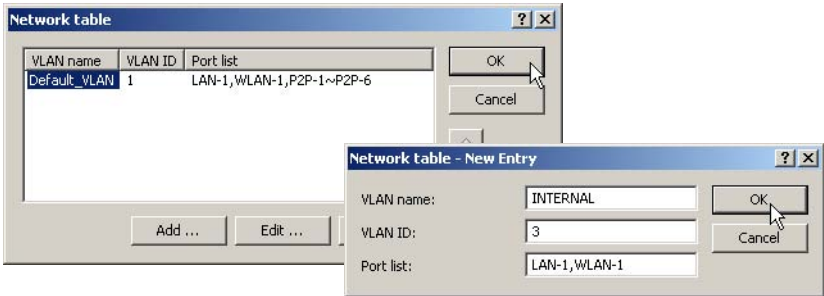 Network table
VLAN name VLAN ID Port list
Default_VLAN 1 LAN-1,WLAN-1,P2P-1~P2P-6
OK
Cancel
Add ... Edit ...
Network table - New Entry
VLAN name: INTERNAL
VLAN ID: 3
Port list: LAN-1,WLAN-1
OK
Cancel